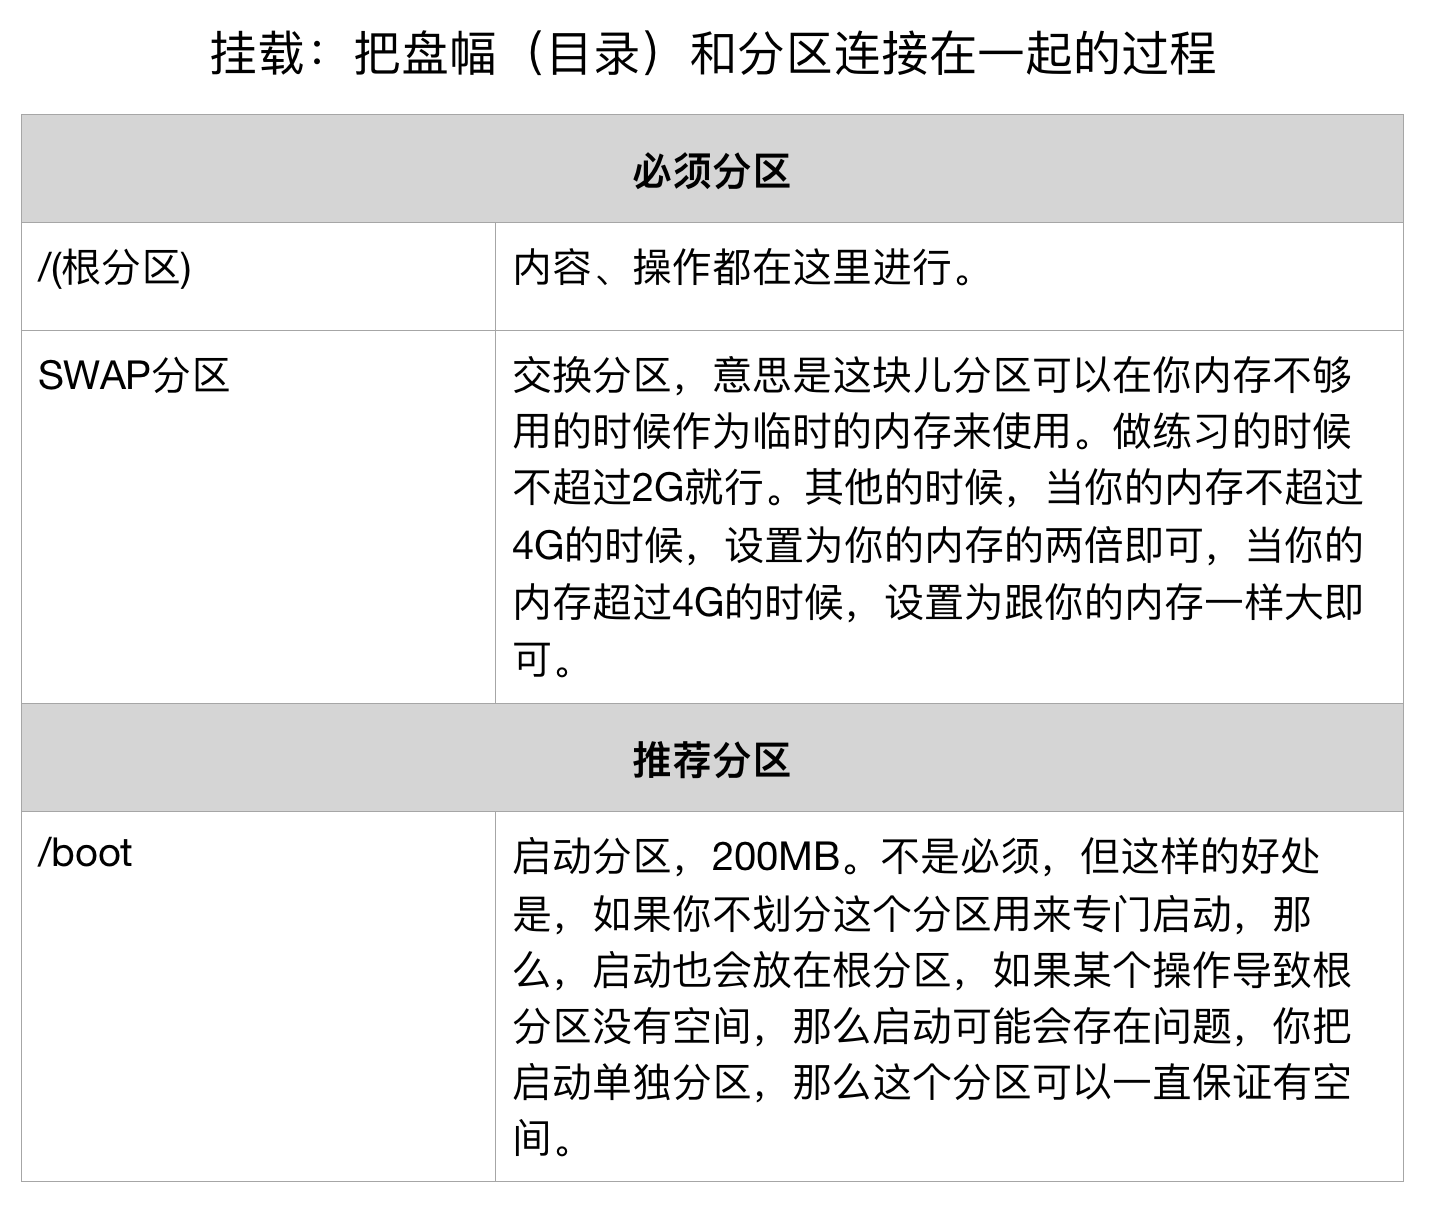 挂载：把盘幅（目录）和分区连接在一起的过程
必须分区
/(根分区)
内容、操作都在这里进行。
SWAP分区
交换分区，意思是这块儿分区可以在你内存不够
用的时候作为临时的内存来使用。做练习的时候
不超过2G就行。其他的时候，当你的内存不超过
4G的时候，设置为你的内存的两倍即可，当你的
内存超过4G的时候，设置为跟你的内存一样大即
可。
推荐分区
/boot
启动分区，200MB。不是必须，但这样的好处
是，如果你不划分这个分区用来专门启动，那
么，启动也会放在根分区，如果某个操作导致根
分区没有空间，那么启动可能会存在问题，你把
启动单独分区，那么这个分区可以一直保证有空
间。